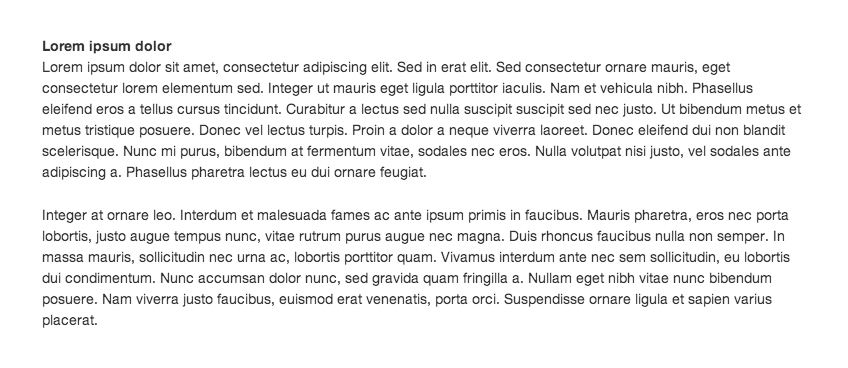 Lorem ipsum dolor
Lorem ipsum dolor sit amet, consectetur adipiscing elit. Sed in erat elit. Sed consectetur ornare mauris, eget
consectetur lorem elementum sed. Integer ut mauris eget ligula porttitor iaculis. Nam et vehicula nibh. Phasellus
eleifend eros a tellus cursus tincidunt. Curabitur a lectus sed nulla suscipit suscipit sed nec justo. Ut bibendum metus et
metus tristique posuere. Donec vel lectus turpis. Proin a dolor a neque viverra laoreet. Donec eleifend dui non blandit
scelerisque. Nunc mi purus, bibendum at fermentum vitae, sodales nec eros. Nulla volutpat nisi justo, vel sodales ante
adipiscing a. Phasellus pharetra lectus eu dui ornare feugiat.
Integer at ornare leo. Interdum et malesuada fames ac ante ipsum primis in faucibus. Mauris pharetra, eros nec porta
lobortis, justo augue tempus nunc, vitae rutrum purus augue nec magna. Duis rhoncus faucibus nulla non semper. In
massa mauris, sollicitudin nec urna ac, lobortis porttitor quam. Vivamus interdum ante nec sem sollicitudin, eu lobortis
dui condimentum. Nunc accumsan dolor nunc, sed gravida quam fringilla a. Nullam eget nibh vitae nunc bibendum
posuere. Nam viverra justo faucibus, euismod erat venenatis, porta orci. Suspendisse ornare ligula et sapien varius
placerat.